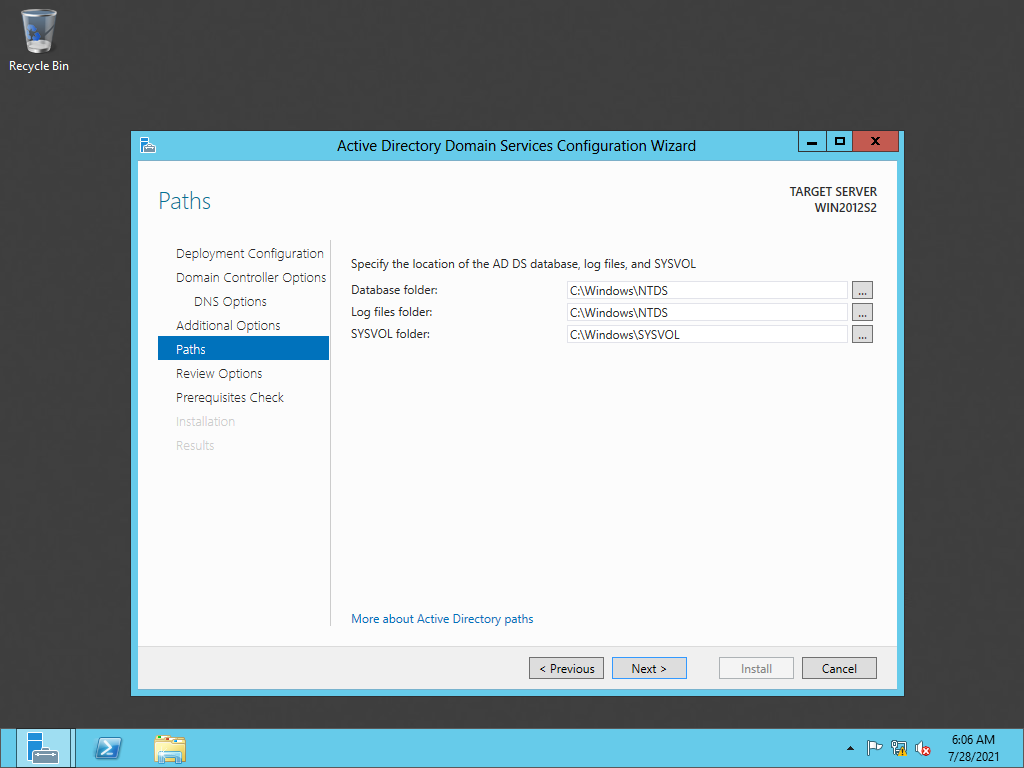 Recycle Bin
Active Directory Domain Services Configuration Wizard
Paths
TARGET SERVER
WIN2012S2
Deployment Configuration
Domain Controller Options
DNS Options
Additional Options
Paths
Review Options
Prerequisites Check
Installation
Results
Specify the location of the AD DS database, log files, and SYSVOL
Database folder: C:\Windows\NTDS ...
Log files folder: C:\Windows\NTDS ...
SYSVOL folder: C:\Windows\SYSVOL ...
More about Active Directory paths
< Previous Next > Install Cancel
6:06 AM
7/28/2021